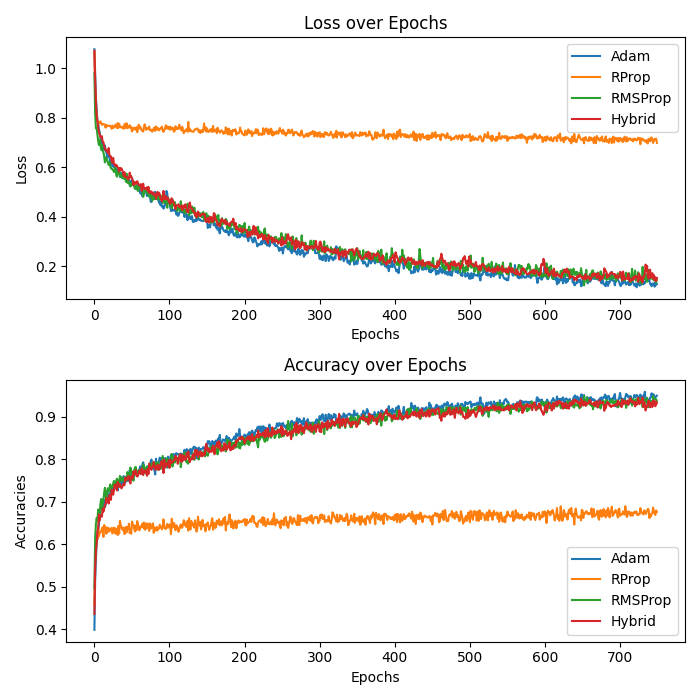 Loss over Epochs
Loss
1.0
0.8
0.6
0.4
0.2
Adam
RProp
RMSProp
Hybrid
0 100 200 300 400 500 600 700
Epochs
Accuracy over Epochs
Accuracies
0.9
0.8
0.7
0.6
0.5
0.4
Adam
RProp
RMSProp
Hybrid
0 100 200 300 400 500 600 700
Epochs